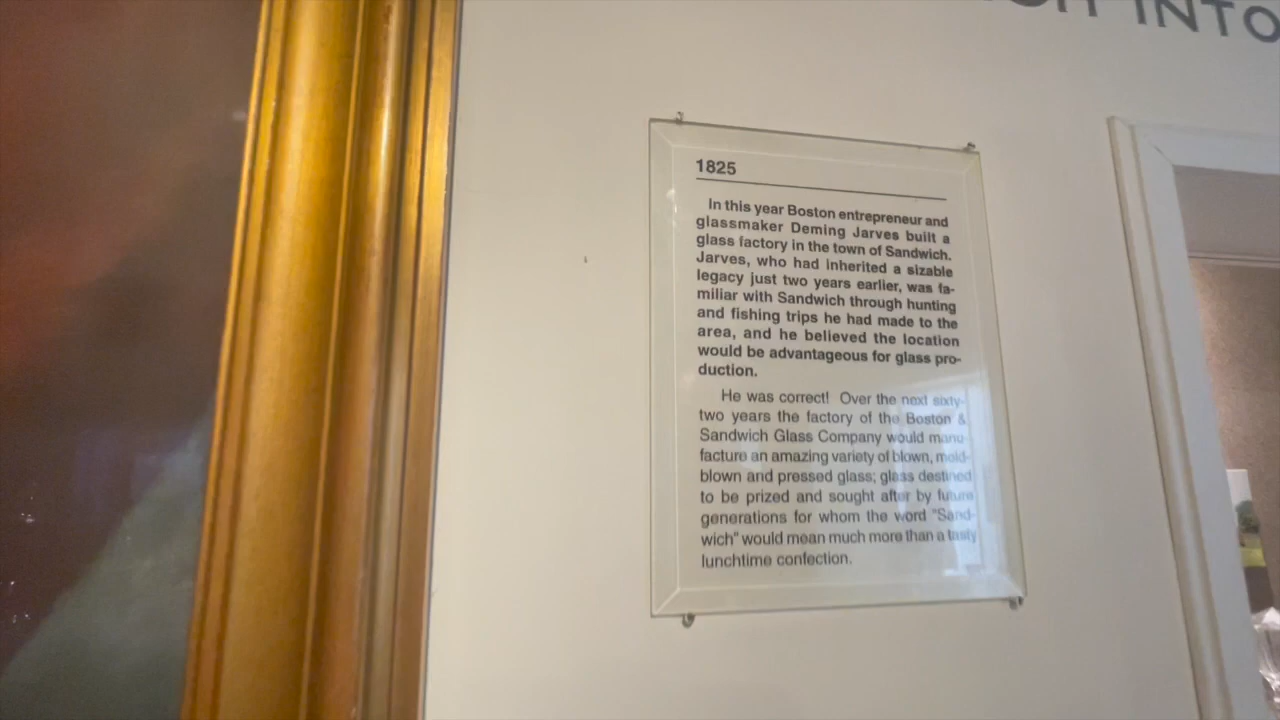 INTO
1825
In this year Boston entrepreneur and
glassmaker Deming Jarves built a
glass factory in the town of Sandwich.
Jarves, who had inherited a sizable
legacy just two years earlier, was fa-
miliar with Sandwich through hunting
and fishing trips he had made to the
area, and he believed the location
would be advantageous for glass pro-
duction.
He was correct! Over the next sixty-
two years the factory of the Boston &
Sandwich Glass Company would manu-
facture an amazing variety of blown, mold-
blown and pressed glass; glass destined
to be prized and sought after by future
generations for whom the word "Sand-
wich" would mean much more than a tasty
lunchtime confection.